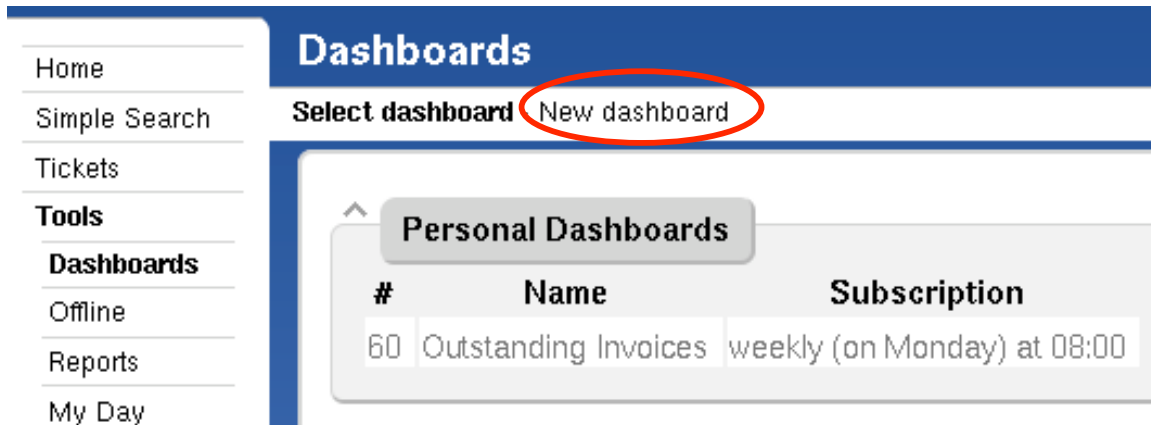 Home
Simple Search
Tickets
Tools
Dashboards
Offline
Reports
My Day
Dashboards
Select dashboard New dashboard
Personal Dashboards
# Name Subscription
60 Outstanding Invoices weekly (on Monday) at 08:00